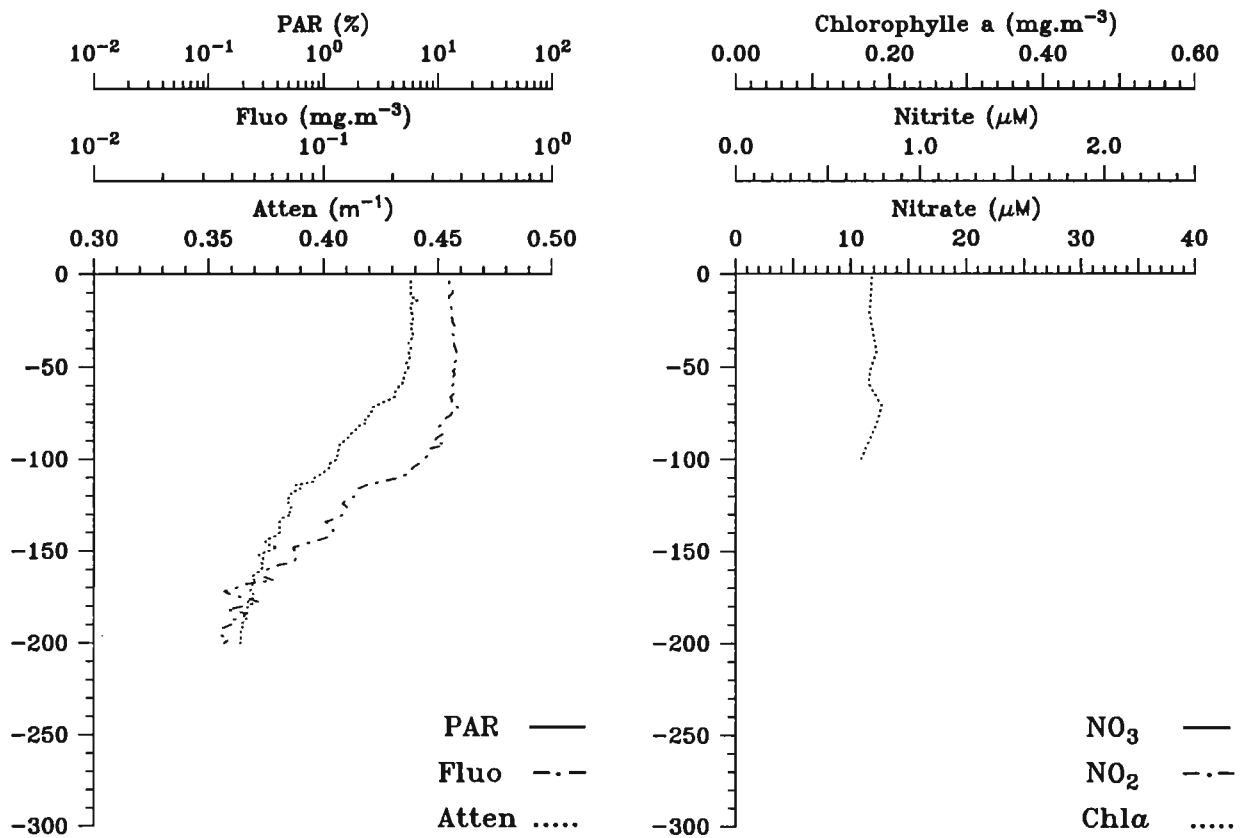 PAR (%)
10⁻² 10⁻¹ 10⁰ 10¹ 10²
Fluo (mg.m⁻³)
10⁻² 10⁻¹ 10⁰
Atten (m⁻¹)
0.30 0.35 0.40 0.45 0.50
0
−50
−100
−150
−200
−250
−300
PAR
Fluo
Atten
Chlorophylle a (mg.m⁻³)
0.00 0.20 0.40 0.60
Nitrite (μM)
0.0 1.0 2.0
Nitrate (μM)
0 10 20 30 40
0
−50
−100
−150
−200
−250
−300
NO₃
NO₂
Chla